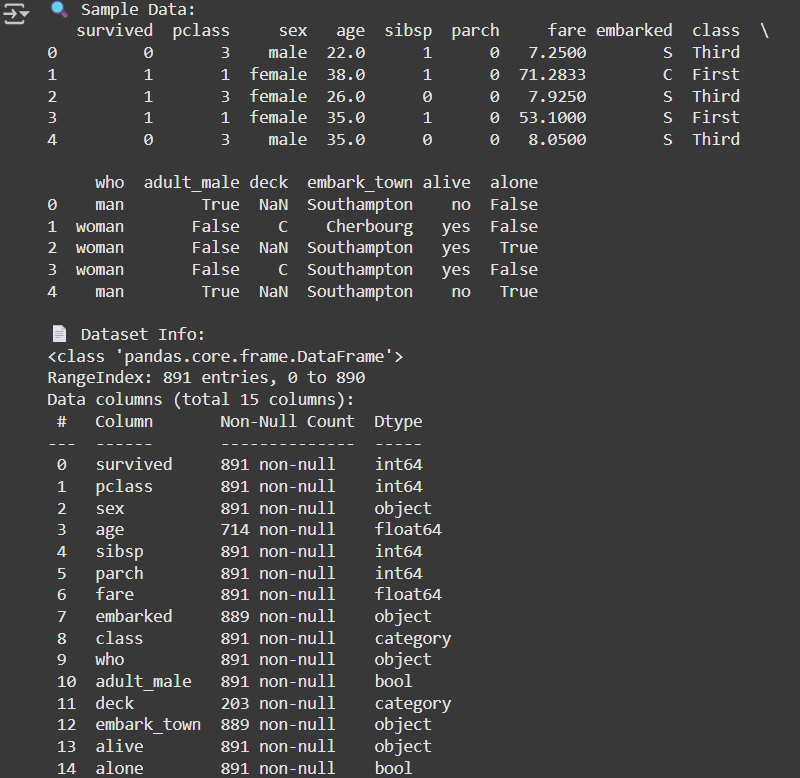 🔍 Sample Data:
   survived  pclass     sex   age  sibsp  parch     fare embarked  class  \
0         0       3    male  22.0      1      0   7.2500        S  Third
1         1       1  female  38.0      1      0  71.2833        C  First
2         1       3  female  26.0      0      0   7.9250        S  Third
3         1       1  female  35.0      1      0  53.1000        S  First
4         0       3    male  35.0      0      0   8.0500        S  Third
     who  adult_male deck  embark_town alive  alone
0    man        True  NaN  Southampton    no  False
1  woman       False    C    Cherbourg   yes  False
2  woman       False  NaN  Southampton   yes   True
3  woman       False    C  Southampton   yes  False
4    man        True  NaN  Southampton    no   True
📄 Dataset Info:
<class 'pandas.core.frame.DataFrame'>
RangeIndex: 891 entries, 0 to 890
Data columns (total 15 columns):
 #   Column       Non-Null Count  Dtype
---  ------       --------------  -----
 0   survived     891 non-null    int64
 1   pclass       891 non-null    int64
 2   sex          891 non-null    object
 3   age          714 non-null    float64
 4   sibsp        891 non-null    int64
 5   parch        891 non-null    int64
 6   fare         891 non-null    float64
 7   embarked     889 non-null    object
 8   class        891 non-null    category
 9   who          891 non-null    object
 10  adult_male   891 non-null    bool
 11  deck         203 non-null    category
 12  embark_town  889 non-null    object
 13  alive        891 non-null    object
 14  alone        891 non-null    bool